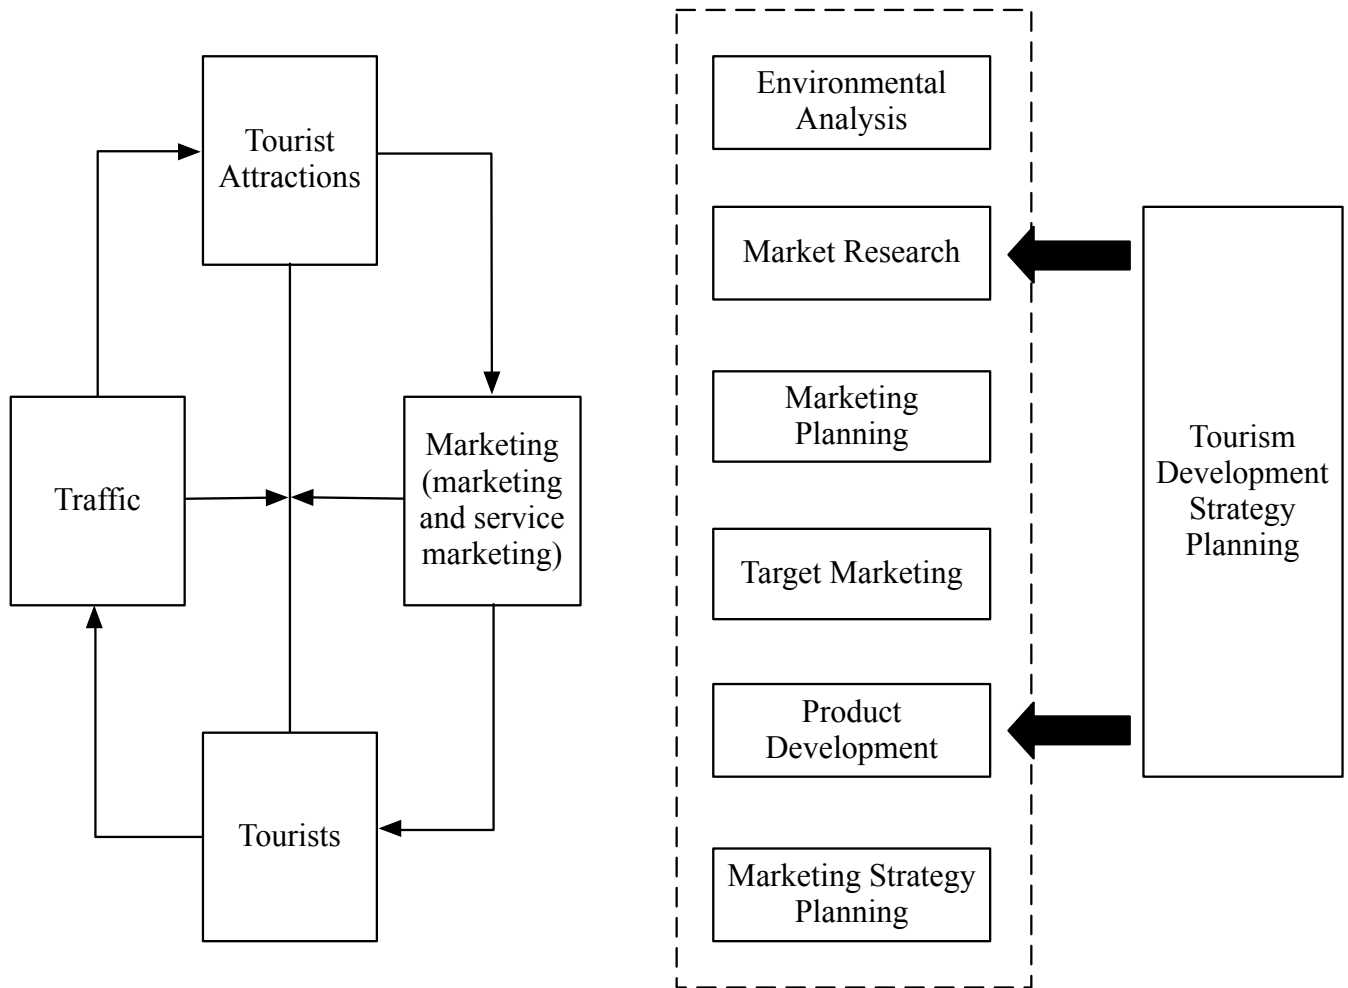 Tourist
Attractions
Traffic
Marketing
(marketing
and service
marketing)
Tourists
Environmental
Analysis
Market Research
Marketing
Planning
Target Marketing
Product
Development
Marketing Strategy
Planning
Tourism
Development
Strategy
Planning